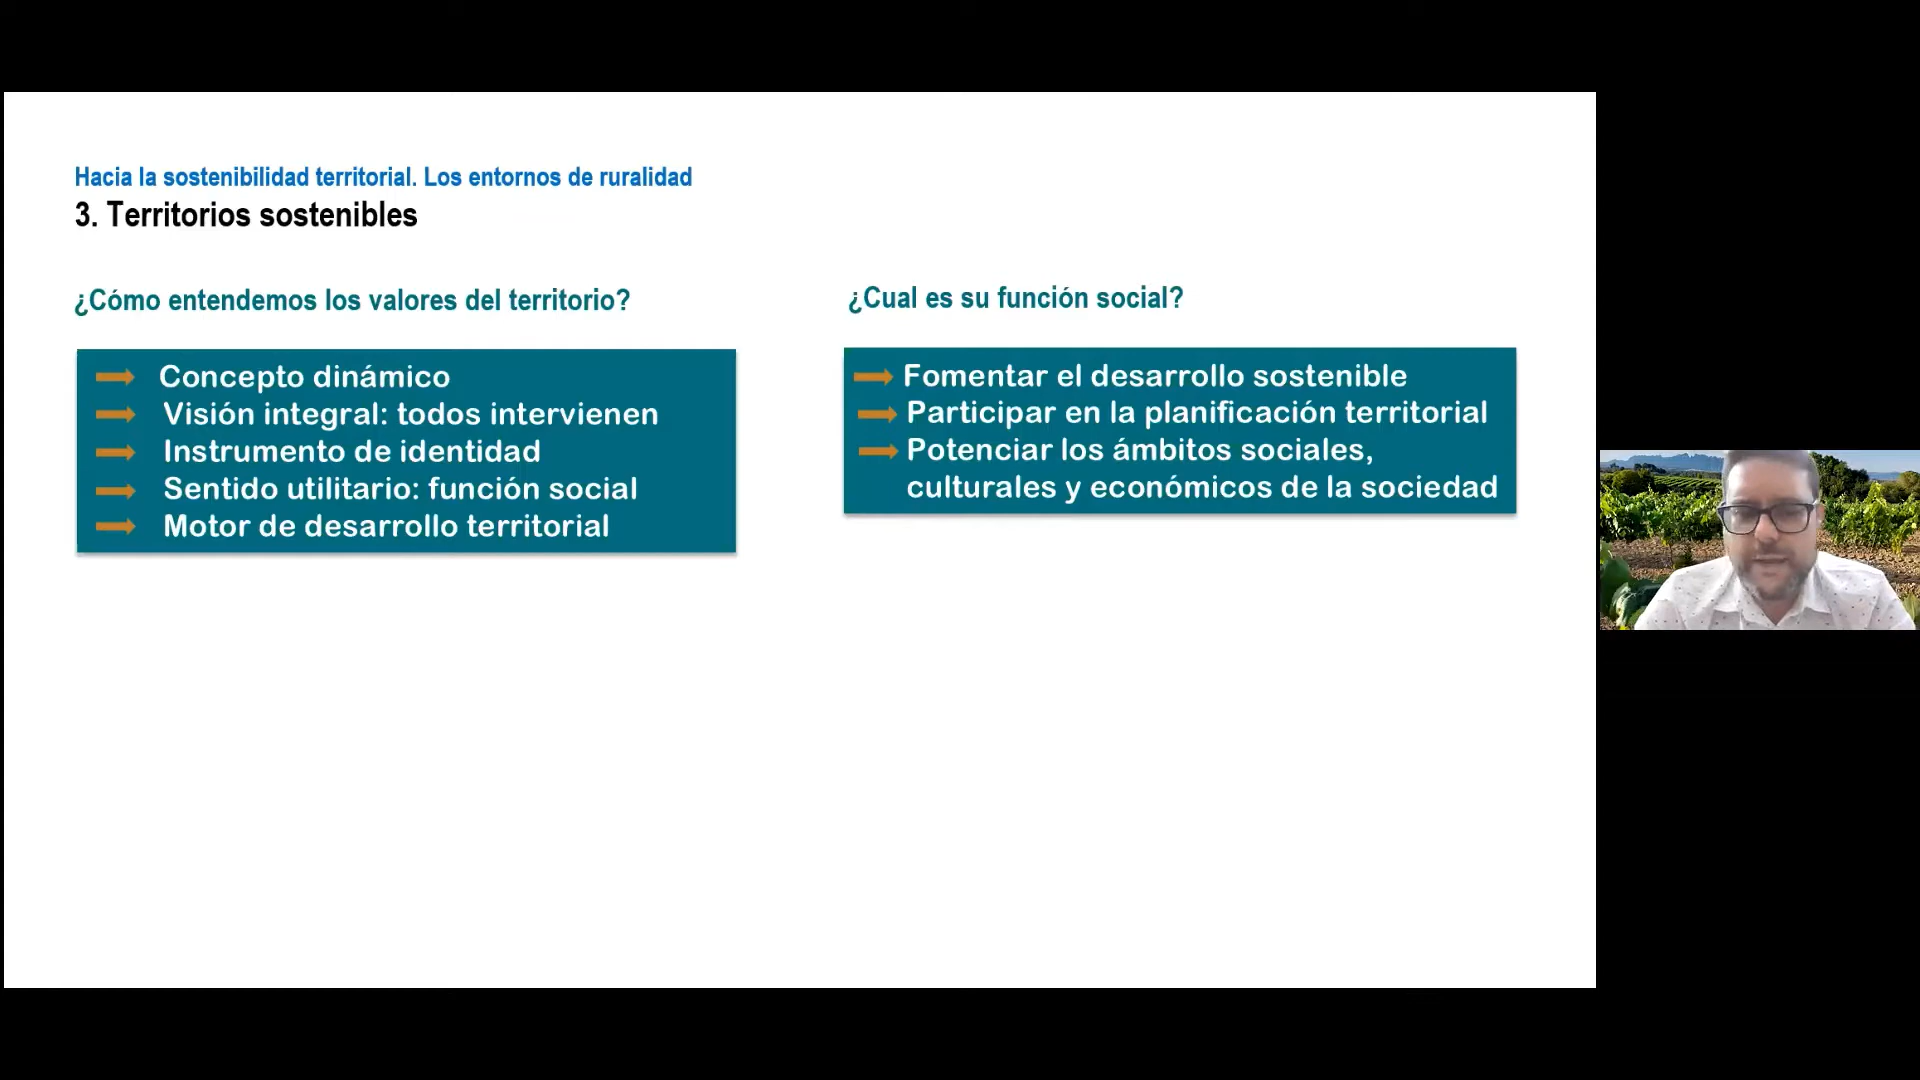 Hacia la sostenibilidad territorial. Los entornos de ruralidad
3. Territorios sostenibles
¿Cómo entendemos los valores del territorio?
Concepto dinámico
Visión integral: todos intervienen
Instrumento de identidad
Sentido utilitario: función social
Motor de desarrollo territorial
¿Cual es su función social?
Fomentar el desarrollo sostenible
Participar en la planificación territorial
Potenciar los ámbitos sociales,
culturales y económicos de la sociedad